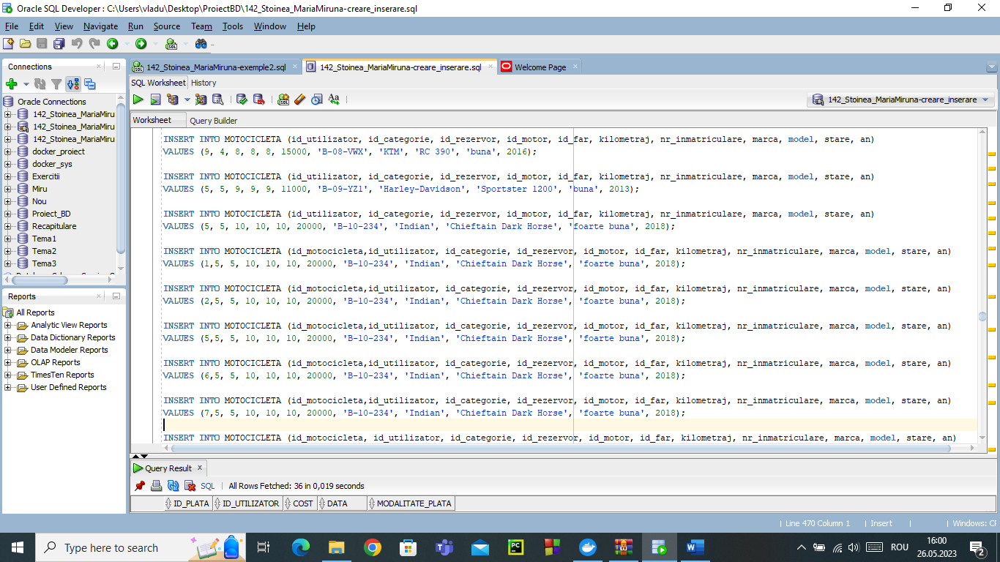 Oracle SQL Developer : C:\Users\vladu\Desktop\ProiectBD\142_Stoinea_MariaMiruna-creare_inserare.sql
File Edit View Navigate Run Source Team Tools Window Help
Connections
Oracle Connections
142_Stoinea_MariaMiru
142_Stoinea_MariaMiru
142_Stoinea_MariaMiru
docker_proiect
docker_sys
Exercitii
Miru
Nou
Proiect_BD
Recapitulare
Tema1
Tema2
Tema3
Reports
All Reports
Analytic View Reports
Data Dictionary Reports
Data Modeler Reports
OLAP Reports
TimesTen Reports
User Defined Reports
142_Stoinea_MariaMiruna-exemple2.sql
142_Stoinea_MariaMiruna-creare_inserare.sql
Welcome Page
SQL Worksheet History
142_Stoinea_MariaMiruna-creare_inserare
Worksheet Query Builder
INSERT INTO MOTOCICLETA (id_utilizator, id_categorie, id_rezervor, id_motor, id_far, kilometraj, nr_inmatriculare, marca, model, stare, an)
VALUES (9, 4, 8, 8, 8, 15000, 'B-08-VWX', 'KTM', 'RC 390', 'buna', 2016);
INSERT INTO MOTOCICLETA (id_utilizator, id_categorie, id_rezervor, id_motor, id_far, kilometraj, nr_inmatriculare, marca, model, stare, an)
VALUES (5, 5, 9, 9, 9, 11000, 'B-09-YZ1', 'Harley-Davidson', 'Sportster 1200', 'buna', 2013);
INSERT INTO MOTOCICLETA (id_utilizator, id_categorie, id_rezervor, id_motor, id_far, kilometraj, nr_inmatriculare, marca, model, stare, an)
VALUES (5, 5, 10, 10, 10, 20000, 'B-10-234', 'Indian', 'Chieftain Dark Horse', 'foarte buna', 2018);
INSERT INTO MOTOCICLETA (id_motocicleta,id_utilizator, id_categorie, id_rezervor, id_motor, id_far, kilometraj, nr_inmatriculare, marca, model, stare, an)
VALUES (1,5, 5, 10, 10, 10, 20000, 'B-10-234', 'Indian', 'Chieftain Dark Horse', 'foarte buna', 2018);
INSERT INTO MOTOCICLETA (id_motocicleta,id_utilizator, id_categorie, id_rezervor, id_motor, id_far, kilometraj, nr_inmatriculare, marca, model, stare, an)
VALUES (2,5, 5, 10, 10, 10, 20000, 'B-10-234', 'Indian', 'Chieftain Dark Horse', 'foarte buna', 2018);
INSERT INTO MOTOCICLETA (id_motocicleta,id_utilizator, id_categorie, id_rezervor, id_motor, id_far, kilometraj, nr_inmatriculare, marca, model, stare, an)
VALUES (5,5, 5, 10, 10, 10, 20000, 'B-10-234', 'Indian', 'Chieftain Dark Horse', 'foarte buna', 2018);
INSERT INTO MOTOCICLETA (id_motocicleta,id_utilizator, id_categorie, id_rezervor, id_motor, id_far, kilometraj, nr_inmatriculare, marca, model, stare, an)
VALUES (6,5, 5, 10, 10, 10, 20000, 'B-10-234', 'Indian', 'Chieftain Dark Horse', 'foarte buna', 2018);
INSERT INTO MOTOCICLETA (id_motocicleta,id_utilizator, id_categorie, id_rezervor, id_motor, id_far, kilometraj, nr_inmatriculare, marca, model, stare, an)
VALUES (7,5, 5, 10, 10, 10, 20000, 'B-10-234', 'Indian', 'Chieftain Dark Horse', 'foarte buna', 2018);
INSERT INTO MOTOCICLETA (id_motocicleta, id_utilizator, id_categorie, id_rezervor, id_motor, id_far, kilometraj, nr_inmatriculare, marca, model, stare, an)
Query Result
SQL All Rows Fetched: 36 in 0,019 seconds
ID_PLATA ID_UTILIZATOR COST DATA MODALITATE_PLATA
Line 470 Column 1 Insert Windows: CF
Type here to search
ROU
16:00
26.05.2023
2